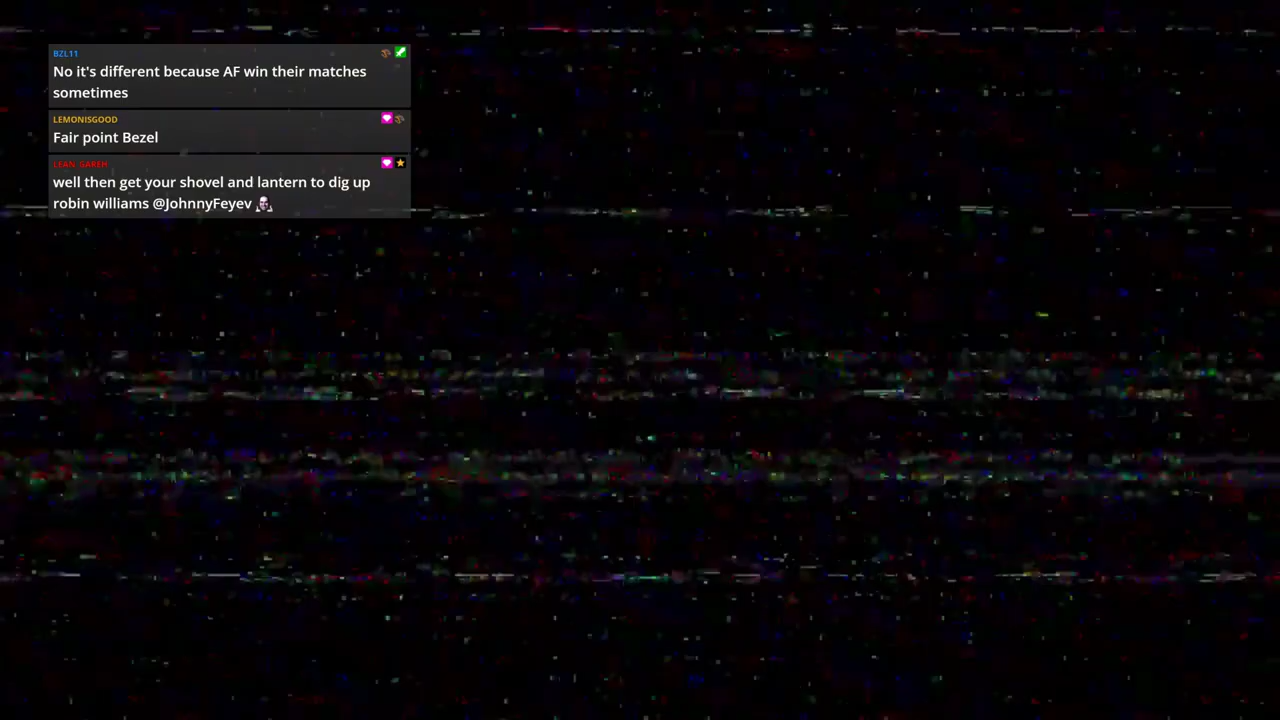 BZL11
No it's different because AF win their matches
sometimes
LEMONISGOOD
Fair point Bezel
LEAN_GAREH
well then get your shovel and lantern to dig up
robin williams @JohnnyFeyev